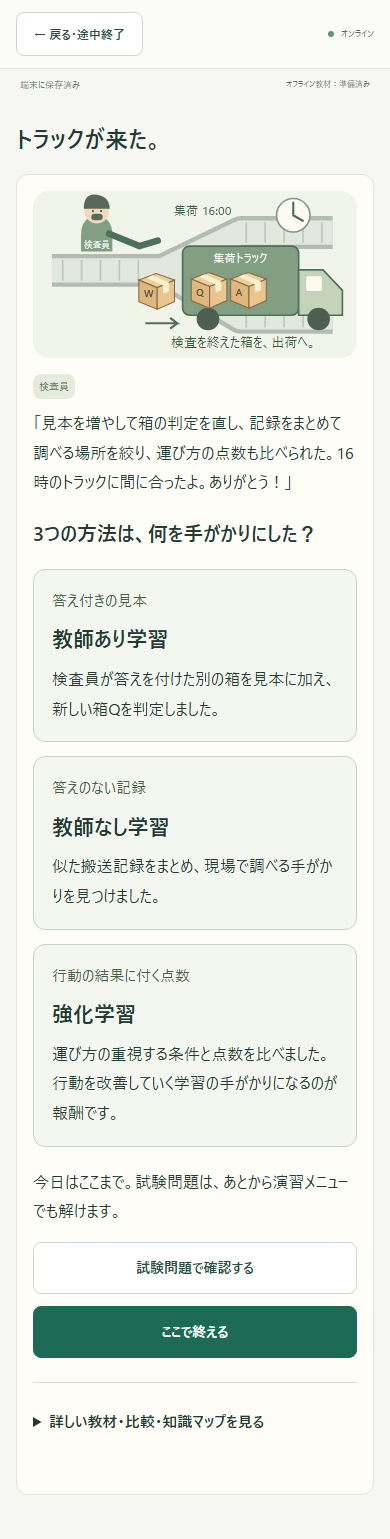 ← 戻る・途中終了
オンライン
端末に保存済み
オフライン教材：準備済み
トラックが来た。
集荷 16:00
検査員
集荷トラック
W
Q
A
検査を終えた箱を、出荷へ。
検査員
「見本を増やして箱の判定を直し、記録をまとめて
調べる場所を絞り、運び方の点数も比べられた。16
時のトラックに間に合ったよ。ありがとう！」
3つの方法は、何を手がかりにした？
答え付きの見本
教師あり学習
検査員が答えを付けた別の箱を見本に加え、
新しい箱Qを判定しました。
答えのない記録
教師なし学習
似た搬送記録をまとめ、現場で調べる手がか
りを見つけました。
行動の結果に付く点数
強化学習
運び方の重視する条件と点数を比べました。
行動を改善していく学習の手がかりになるのが
報酬です。
今日はここまで。試験問題は、あとから演習メニュー
でも解けます。
試験問題で確認する
ここで終える
▶ 詳しい教材・比較・知識マップを見る